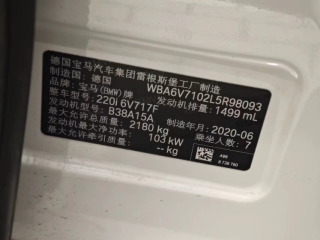 德国宝马汽车集团雷根斯堡工厂制造
制造国：德国 WBA6V7102L5R98093
品牌：宝马(BMW)牌 发动机排量：1499 mL
车辆型号：220i 6V717F
发动机型号：B38A15A 制造年月：2020-06
最大允许总质量：2180 kg 乘坐人数：7
发动机最大净功率：103 kW
最大允许牵引质量：-- kg